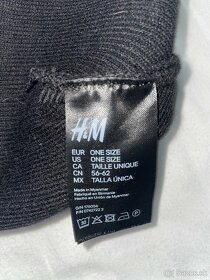 H&M
EUR ONE SIZE
US ONE SIZE
CA TAILLE UNIQUE
CN 56-62
MX TALLA ÚNICA
Made in Myanmar
Fabriqué en Birmanie
Hecho en Unión de Myanmar